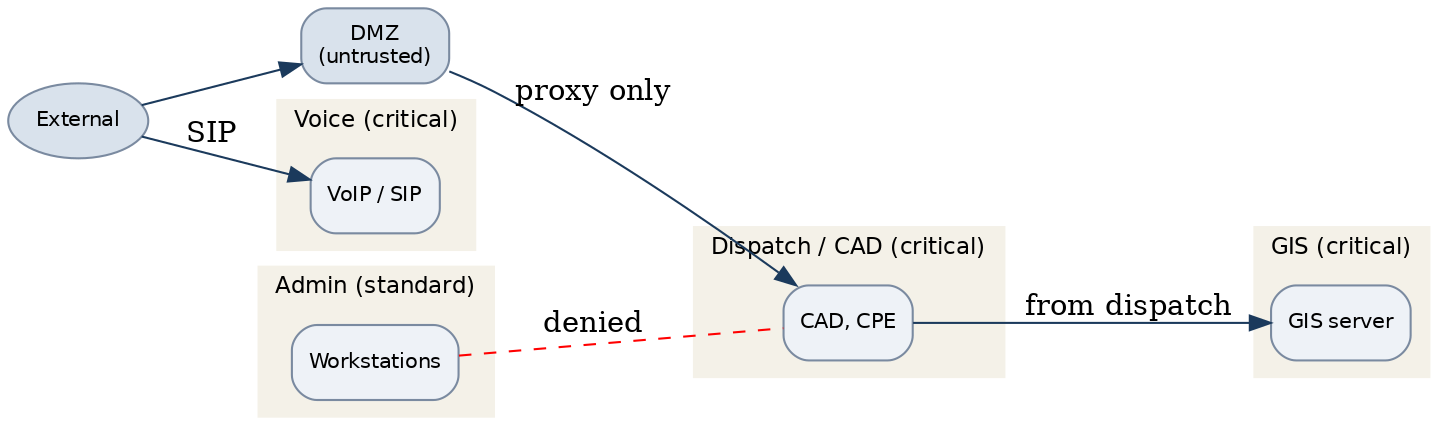 DMZ
(untrusted)
External
proxy only
SIP
Voice (critical)
VoIP / SIP
Dispatch / CAD (critical)
CAD, CPE
GIS (critical)
from dispatch
GIS server
Admin (standard)
denied
Workstations